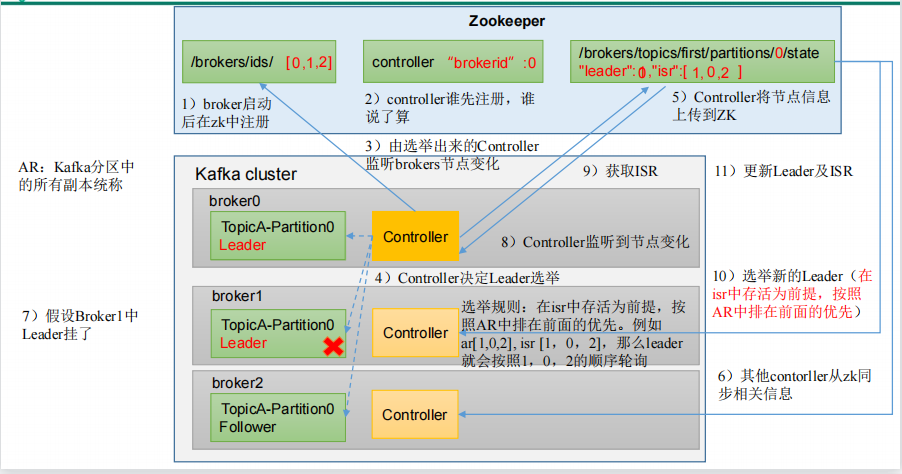 Zookeeper
/brokers/ids/ [0,1,2]
controller “brokerid”:0
/brokers/topics/first/partitions/0/state
"leader": ,"isr":[ 1,0,2 ]
1）broker启动
后在zk中注册
2）controller谁先注册，谁
说了算
5）Controller将节点信息
上传到ZK
3）由选举出来的Controller
监听brokers节点变化
AR：Kafka分区中
的所有副本统称
9）获取ISR
11）更新Leader及ISR
Kafka cluster
broker0
TopicA-Partition0
Leader
Controller
8）Controller监听到节点变化
4）Controller决定Leader选举
10）选举新的Leader（在
isr中存活为前提，按照
AR中排在前面的优先）
7）假设Broker1中
Leader挂了
broker1
TopicA-Partition0
Leader
Controller
选举规则：在isr中存活为前提，按
照AR中排在前面的优先。例如
ar[1,0,2], isr [1，0，2]，那么leader
就会按照1，0，2的顺序轮询
broker2
TopicA-Partition0
Follower
Controller
6）其他contorller从zk同
步相关信息